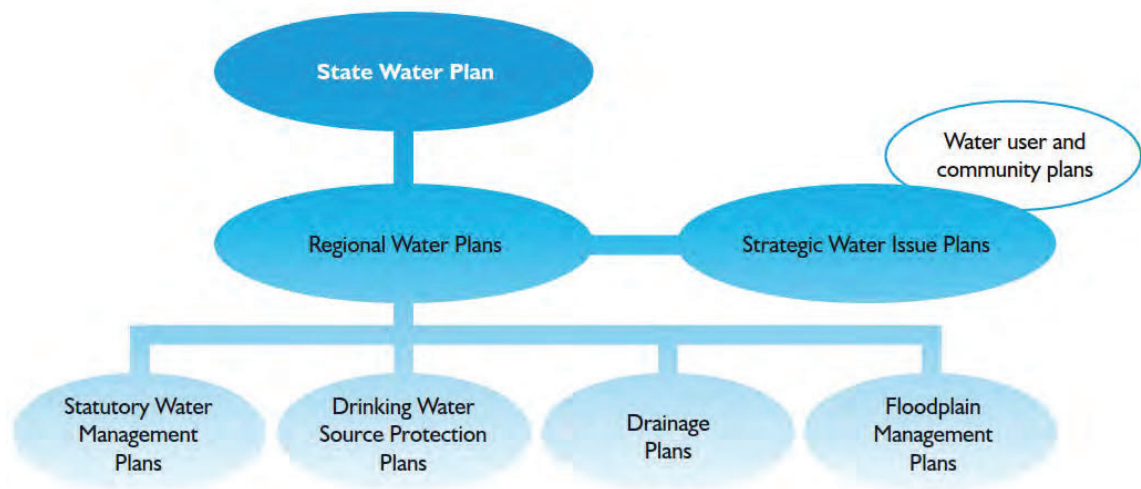 State Water Plan
Water user and
community plans
Regional Water Plans
Strategic Water Issue Plans
Statutory Water
Management
Plans
Drinking Water
Source Protection
Plans
Drainage
Plans
Floodplain
Management
Plans